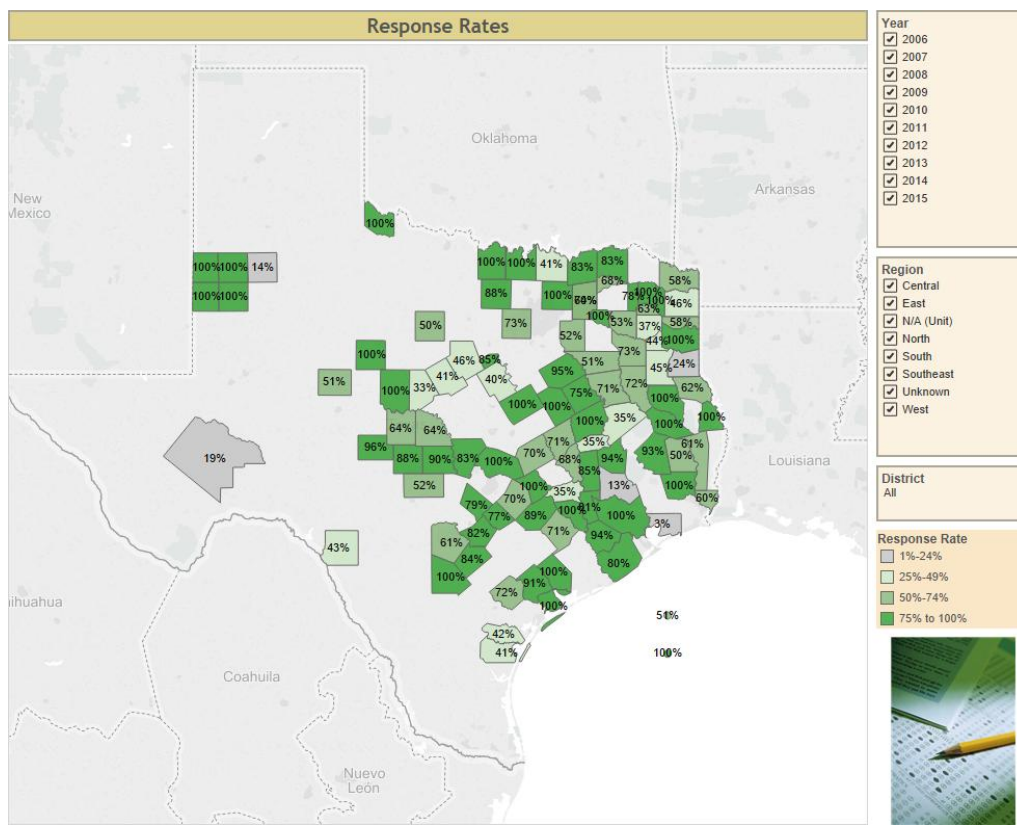 Response Rates
Oklahoma
New
Mexico
Arkansas
100%
100% 100% 14%
100% 100%
100% 100% 41% 83% 83%
68% 58%
88% 100% 78% 100% 100% 46%
63%
50% 73% 100% 53% 37% 58%
52% 44% 100%
100% 46% 85% 51% 73% 45% 24%
51% 33% 41% 40% 95% 72% 62%
100% 75% 71% 100%
100% 100% 35% 100%
64% 64% 100% 100%
19% 96% 71% 35% 61%
88% 90% 83% 100% 70% 68% 94% 93% 50%
Louisiana
52% 85% 13% 100% 60%
100% 35%
79% 70% 100%
77% 89% 100% 3%
82% 71% 94%
43% 61%
84% 80%
100% 100%
91%
72% 100%
51%
42%
41% 100%
Coahuila
Nuevo
León
Year
2006
2007
2008
2009
2010
2011
2012
2013
2014
2015
Region
Central
East
N/A (Unit)
North
South
Southeast
Unknown
West
District
All
Response Rate
1%-24%
25%-49%
50%-74%
75% to 100%